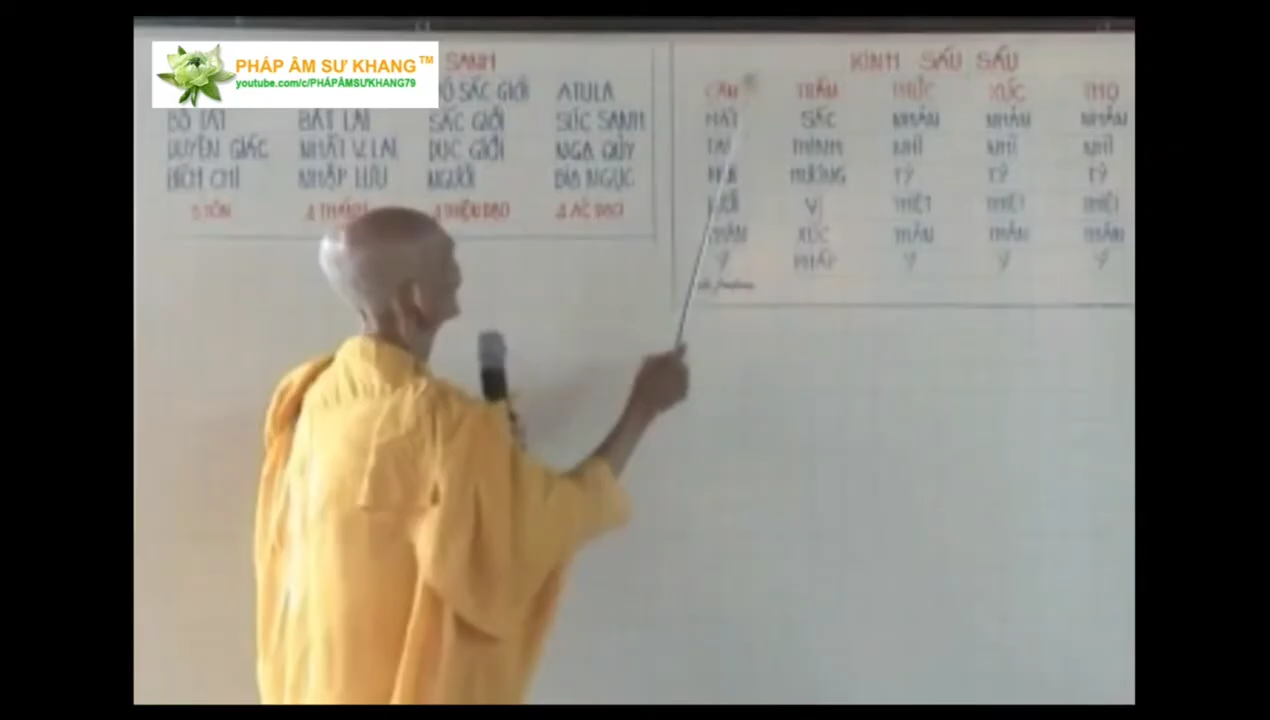 PHÁP ÂM SƯ KHANG™
youtube.com/c/PHÁPÂMSƯKHANG79
SANH
SẮC GIỚI ATULA
BỒ TÁT BẤT LAI SẮC GIỚI SÚC SANH
DUYÊN GIÁC NHẤT V. LAI DỤC GIỚI NGẠ QUỶ
BÍCH CHI NHẬP LƯU NGƯỜI ĐỊA NGỤC
4 THIỆN ĐẠO 4 ÁC ĐẠO
KINH SÁU SÁU
CĂN TRẦN THỨC XÚC THỌ
MẮT SẮC NHÃN NHÃN NHÃN
TAI THINH NHĨ NHĨ NHĨ
HƯƠNG TỶ TỶ TỶ
VỊ THIỆT THIỆT THIỆT
THÂN XÚC THÂN THÂN THÂN
Ý PHÁP Ý Ý Ý